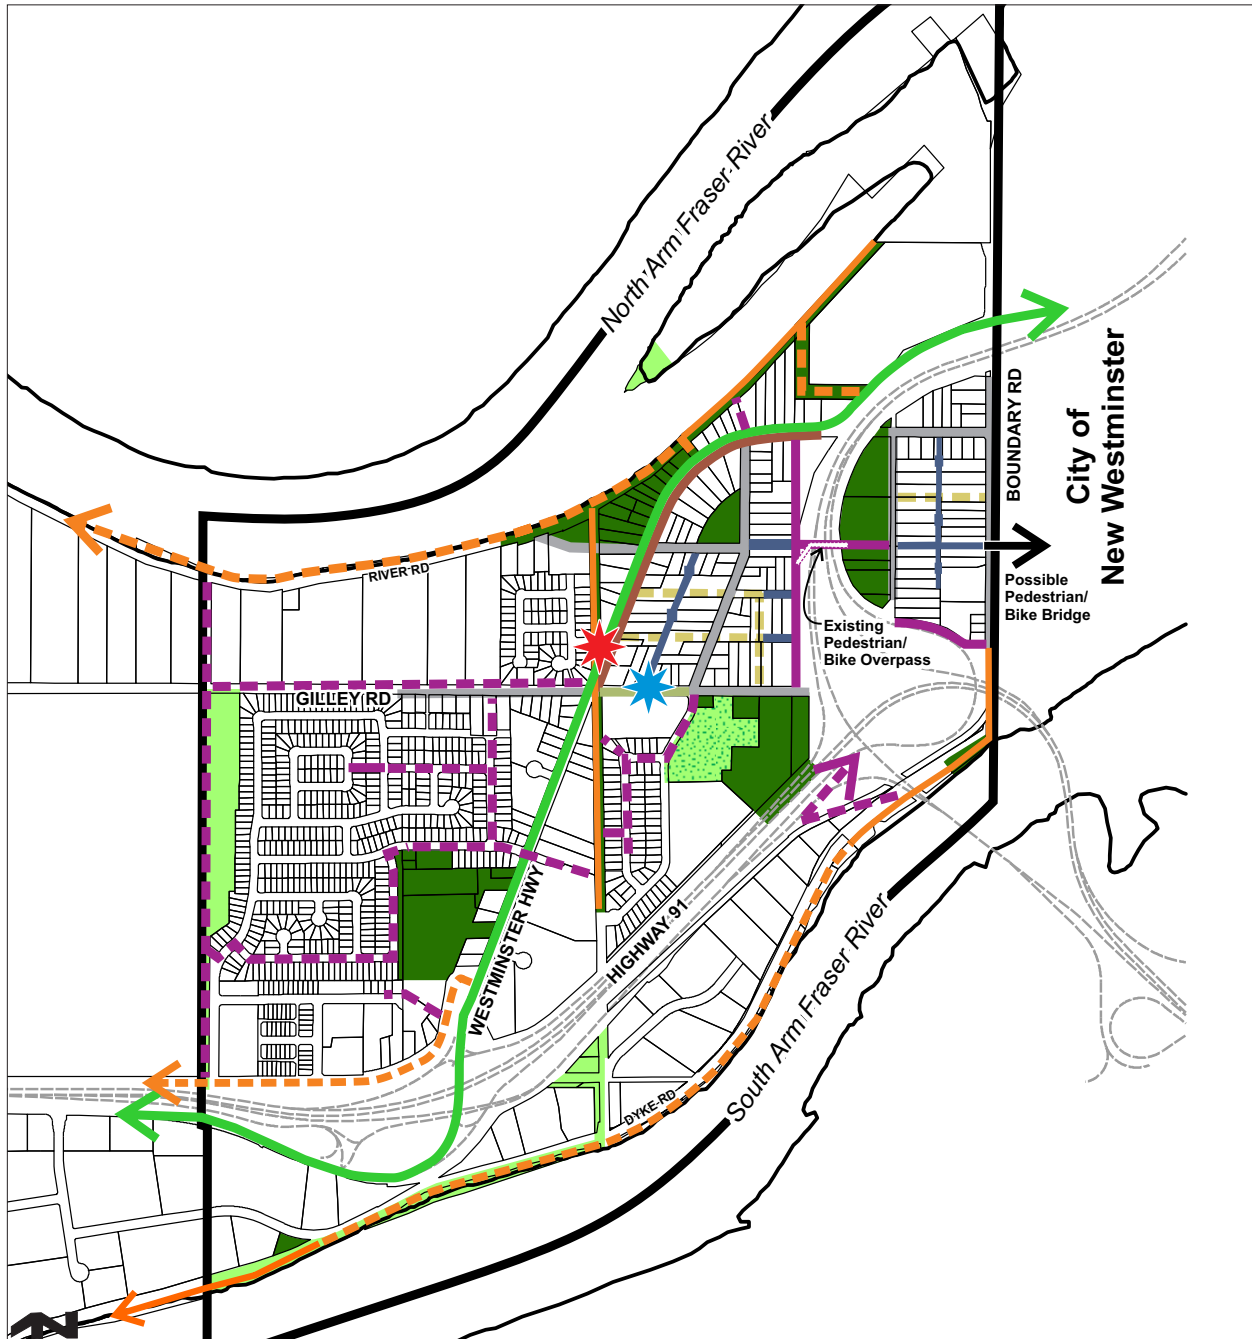 North Arm Fraser River
BOUNDARY RD
City of
New Westminster
RIVER RD
Possible
Pedestrian/
Bike Bridge
Existing
Pedestrian/
Bike Overpass
GILLEY RD
WESTMINSTER HWY
HIGHWAY 91
South Arm Fraser River
DYKE RD